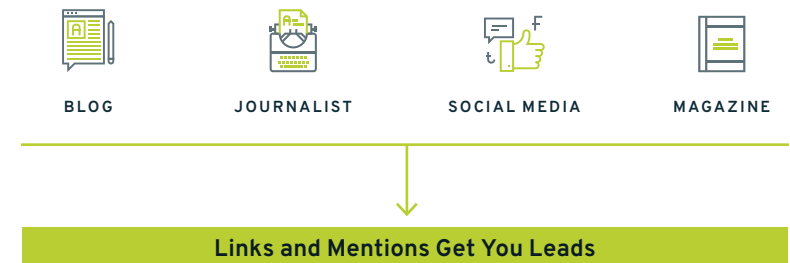 A
A
F
t
BLOG
JOURNALIST
SOCIAL MEDIA
MAGAZINE
Links and Mentions Get You Leads